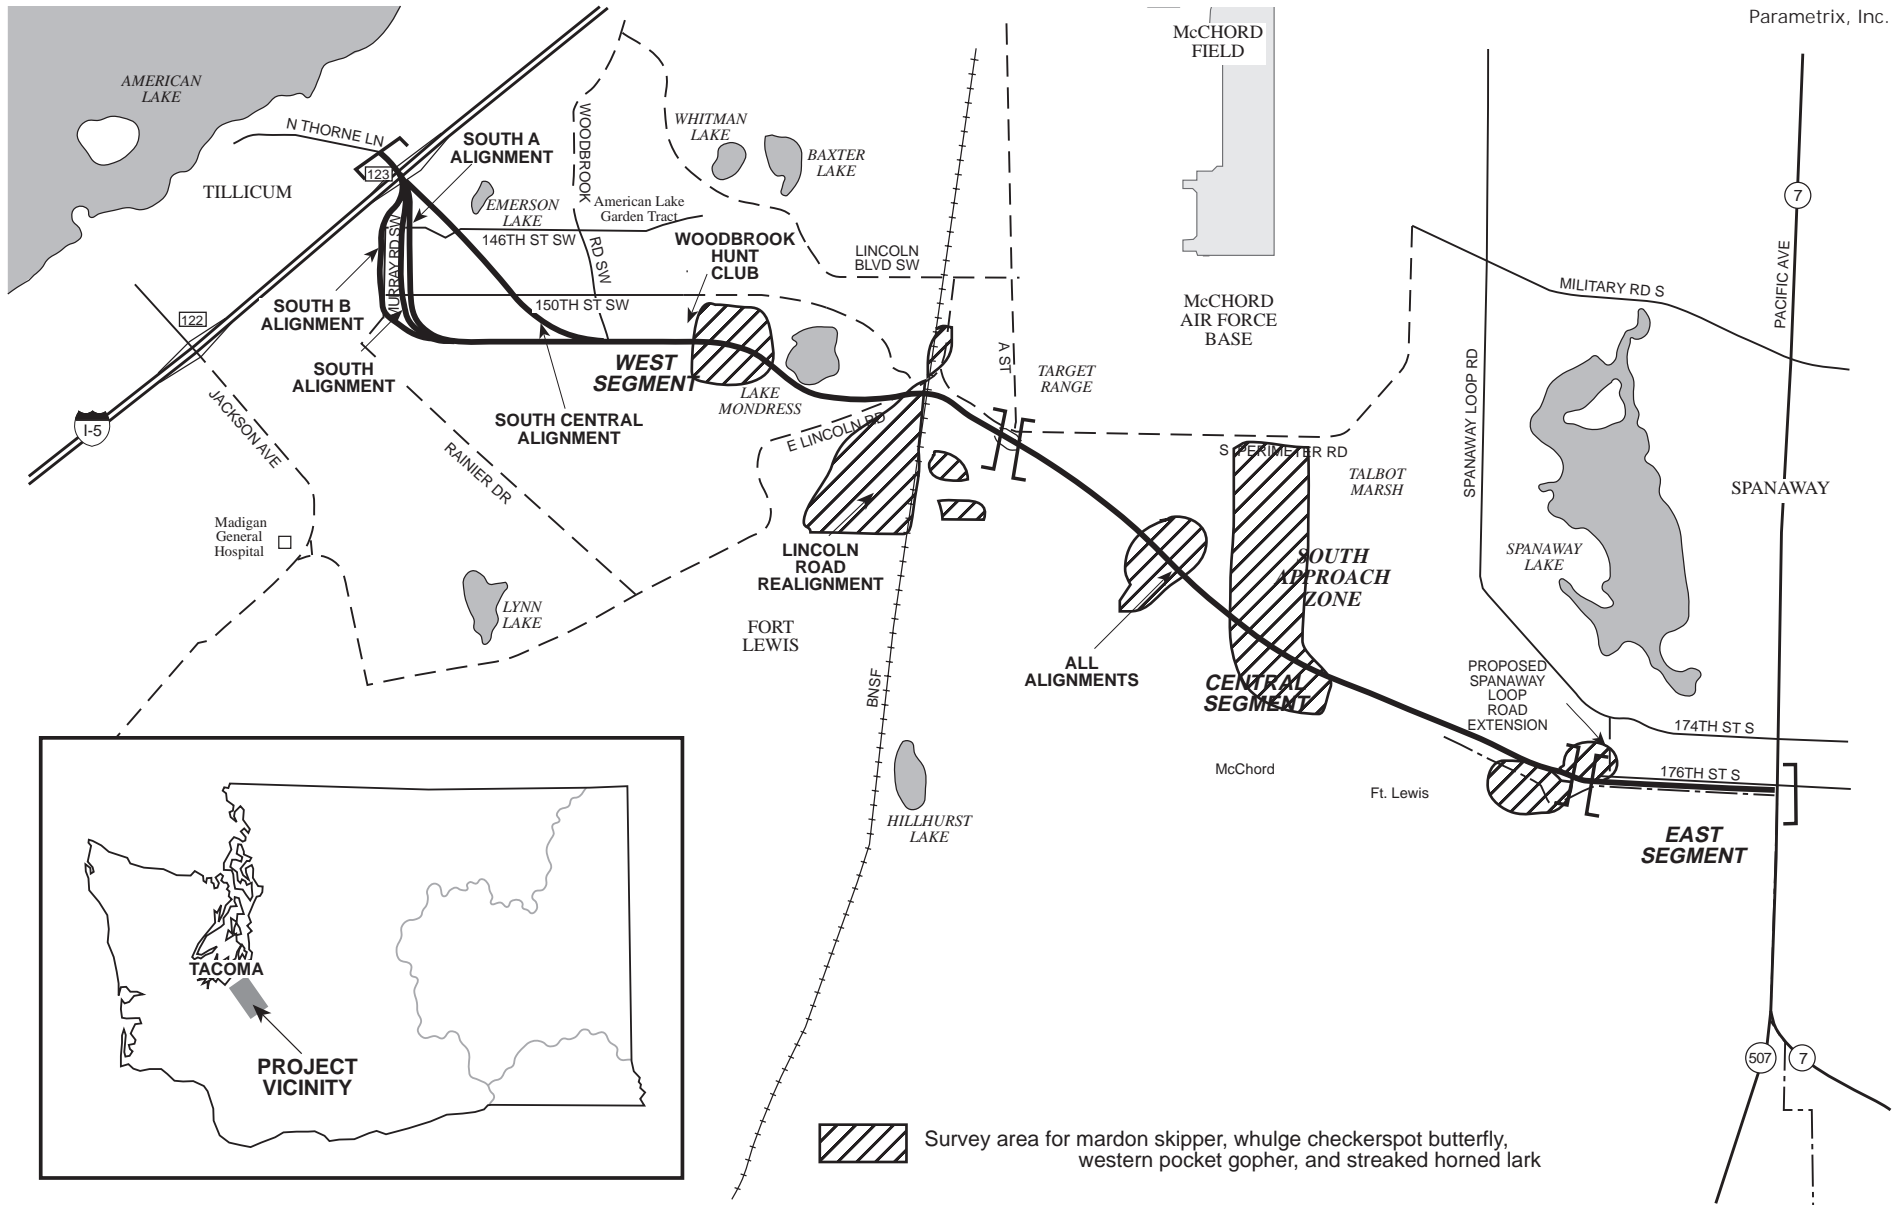 Parametrix, Inc.
McCHORD
FIELD
AMERICAN
LAKE
N THORNE LN
SOUTH A
ALIGNMENT
WOODBROOK
RD SW
WHITMAN
LAKE
BAXTER
LAKE
123
TILLICUM
EMERSON
LAKE
American Lake
Garden Tract
7
146TH ST SW
MURRAY RD SW
WOODBROOK
HUNT
CLUB
LINCOLN
BLVD SW
PACIFIC AVE
MILITARY RD S
SOUTH B
ALIGNMENT
150TH ST SW
McCHORD
AIR FORCE
BASE
122
SOUTH
ALIGNMENT
WEST
SEGMENT
A ST
TARGET
RANGE
SPANAWAY LOOP RD
LAKE
MONDRESS
I-5
JACKSON AVE
SOUTH CENTRAL
ALIGNMENT
E LINCOLN RD
S PERIMETER RD
RAINIER DR
TALBOT
MARSH
SPANAWAY
Madigan
General
Hospital
LINCOLN
ROAD
REALIGNMENT
SOUTH
APPROACH
ZONE
SPANAWAY
LAKE
LYNN
LAKE
FORT
LEWIS
ALL
ALIGNMENTS
BNSF
CENTRAL
SEGMENT
PROPOSED
SPANAWAY
LOOP
ROAD
EXTENSION
174TH ST S
McChord
176TH ST S
Ft. Lewis
HILLHURST
LAKE
EAST
SEGMENT
TACOMA
PROJECT
VICINITY
507
7
Survey area for mardon skipper, whulge checkerspot butterfly,
western pocket gopher, and streaked horned lark